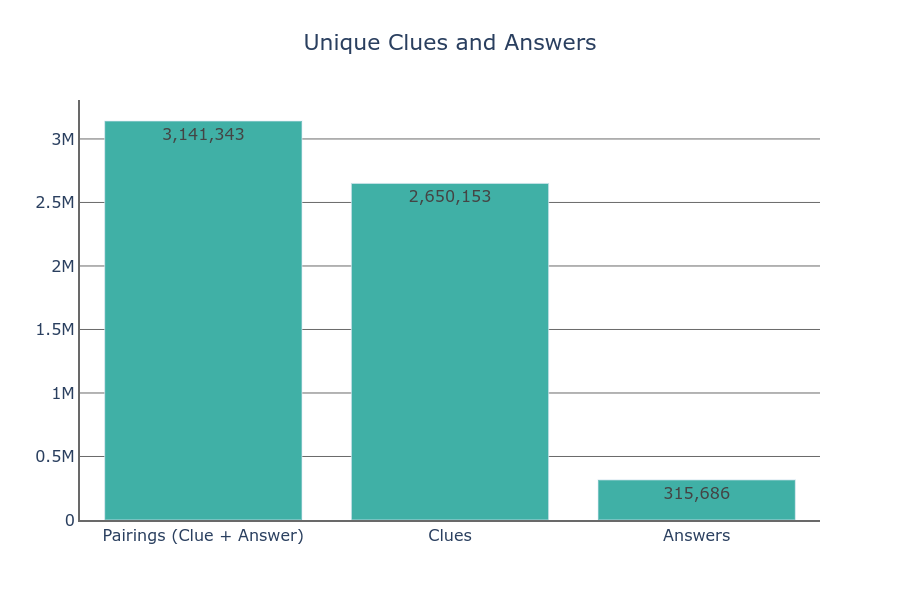 Unique Clues and Answers
3M
2.5M
2M
1.5M
1M
0.5M
0
3,141,343
2,650,153
315,686
Pairings (Clue + Answer)
Clues
Answers